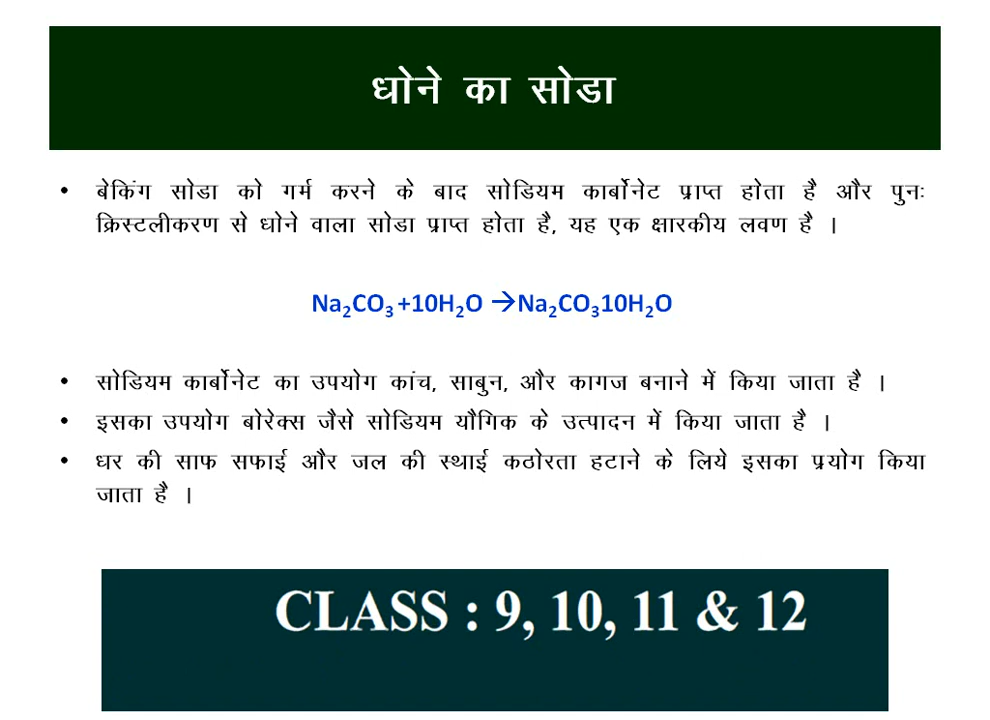 धोने का सोडा
• बेकिंग सोडा को गर्म करने के बाद सोडियम कार्बोनेट प्राप्त होता है और पुनः
क्रिस्टलीकरण से धोने वाला सोडा प्राप्त होता है, यह एक क्षारकीय लवण है ।
Na₂CO₃ +10H₂O →Na₂CO₃10H₂O
• सोडियम कार्बोनेट का उपयोग कांच, साबुन, और कागज बनाने में किया जाता है ।
• इसका उपयोग बोरेक्स जैसे सोडियम यौगिक के उत्पादन में किया जाता है ।
• घर की साफ सफाई और जल की स्थाई कठोरता हटाने के लिये इसका प्रयोग किया
जाता है ।
CLASS : 9, 10, 11 & 12